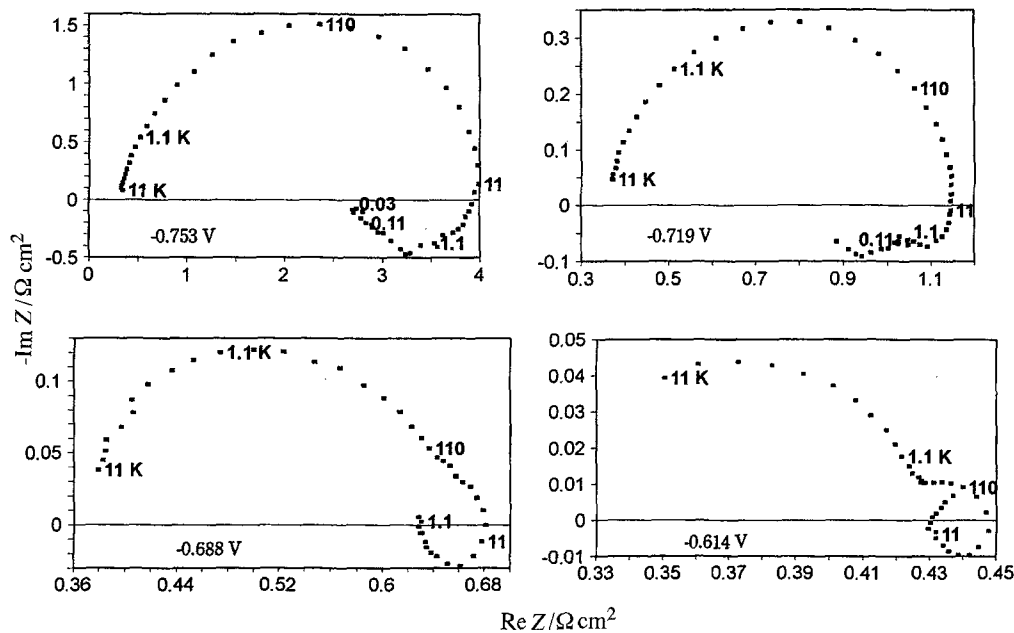 1.5
1
0.5
0
-0.5
110
1.1 K
11 K
11
0.03
0.11
1.1
-0.753 V
0 1 2 3 4
0.3
0.2
0.1
0
-0.1
1.1 K
110
11 K
11
0.11
1.1
-0.719 V
0.3 0.5 0.7 0.9 1.1
-Im Z/Ω cm²
0.1
0.05
0
1.1 K
110
11 K
1.1
11
-0.688 V
0.36 0.44 0.52 0.6 0.68
0.05
0.04
0.03
0.02
0.01
0
-0.01
11 K
1.1 K
110
11
-0.614 V
0.33 0.35 0.37 0.39 0.41 0.43 0.45
Re Z/Ω cm²